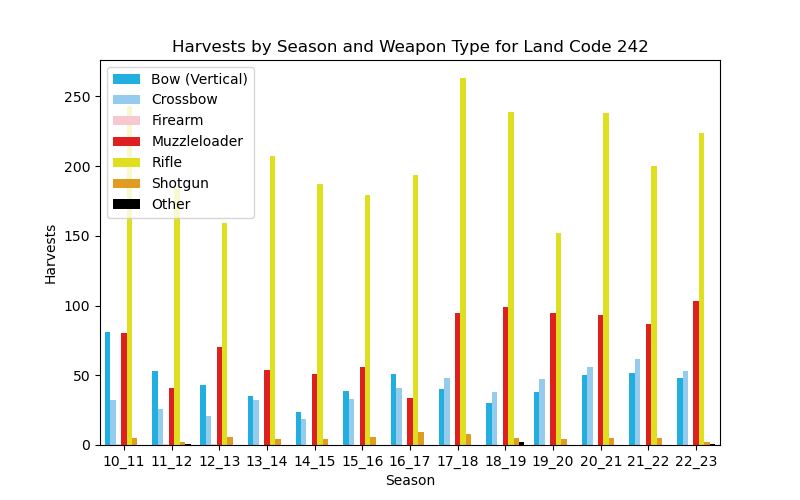 Harvests by Season and Weapon Type for Land Code 242
Bow (Vertical)
Crossbow
Firearm
Muzzleloader
Rifle
Shotgun
Other
Harvests
250
200
150
100
50
0
10_11 11_12 12_13 13_14 14_15 15_16 16_17 17_18 18_19 19_20 20_21 21_22 22_23
Season